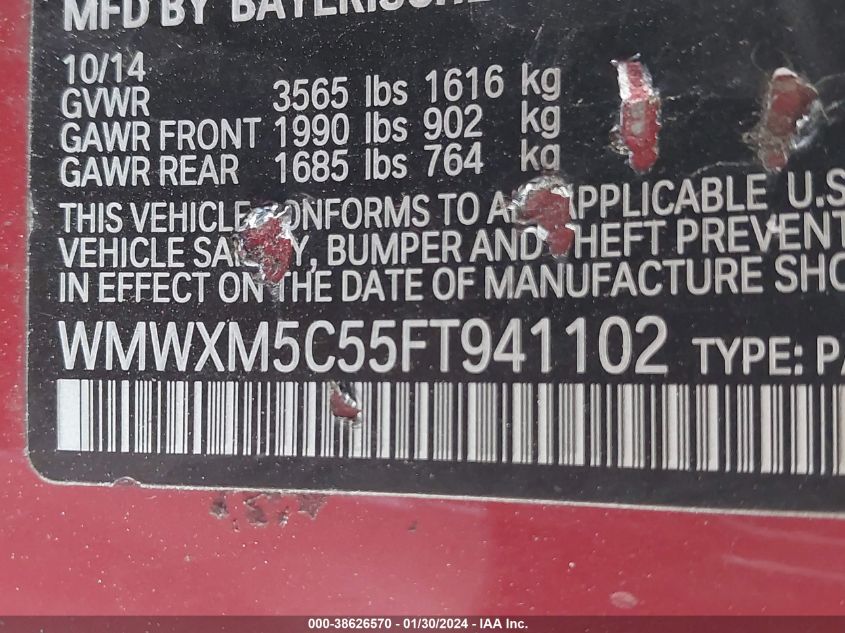 MFD BY BAYERISCHE
10/14
GVWR 3565 lbs 1616 kg
GAWR FRONT 1990 lbs 902 kg
GAWR REAR 1685 lbs 764 kg
THIS VEHICLE CONFORMS TO ALL APPLICABLE U.S
VEHICLE SAFETY, BUMPER AND THEFT PREVENT
IN EFFECT ON THE DATE OF MANUFACTURE SHO
WMWXM5C55FT941102 TYPE: PA
000-38626570 - 01/30/2024 - IAA Inc.